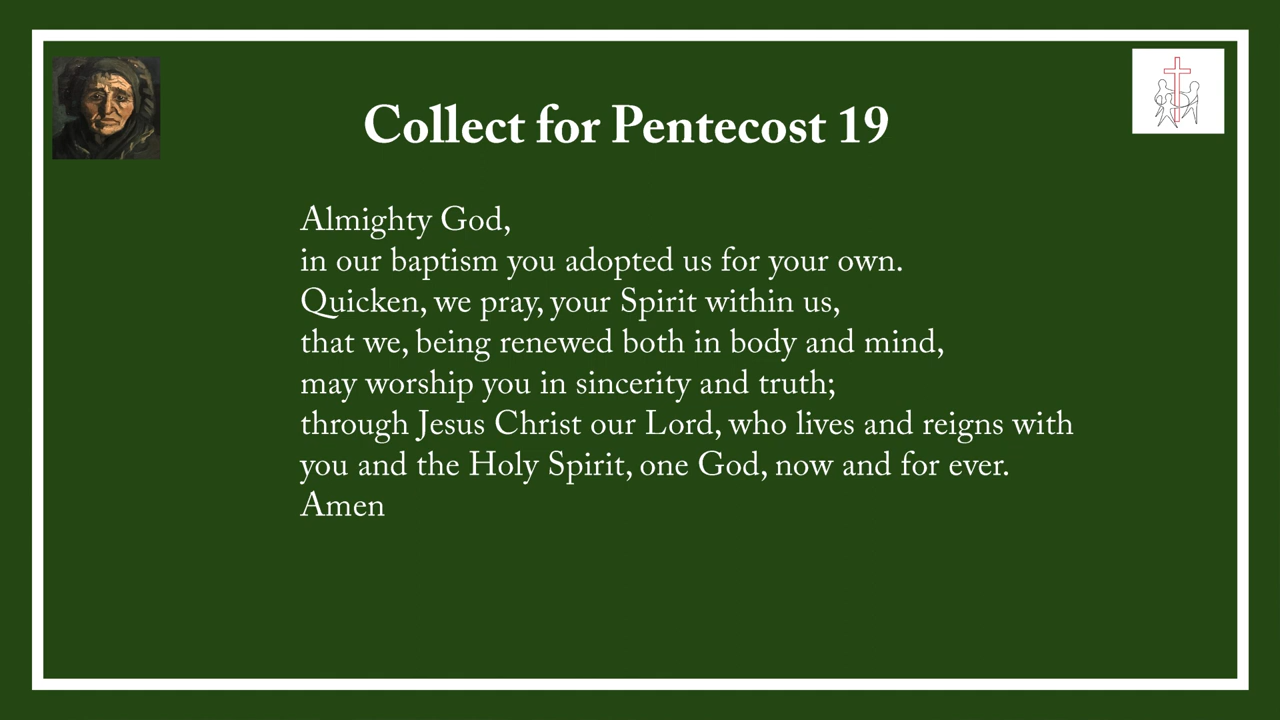 Collect for Pentecost 19
Almighty God,
in our baptism you adopted us for your own.
Quicken, we pray, your Spirit within us,
that we, being renewed both in body and mind,
may worship you in sincerity and truth;
through Jesus Christ our Lord, who lives and reigns with
you and the Holy Spirit, one God, now and for ever.
Amen